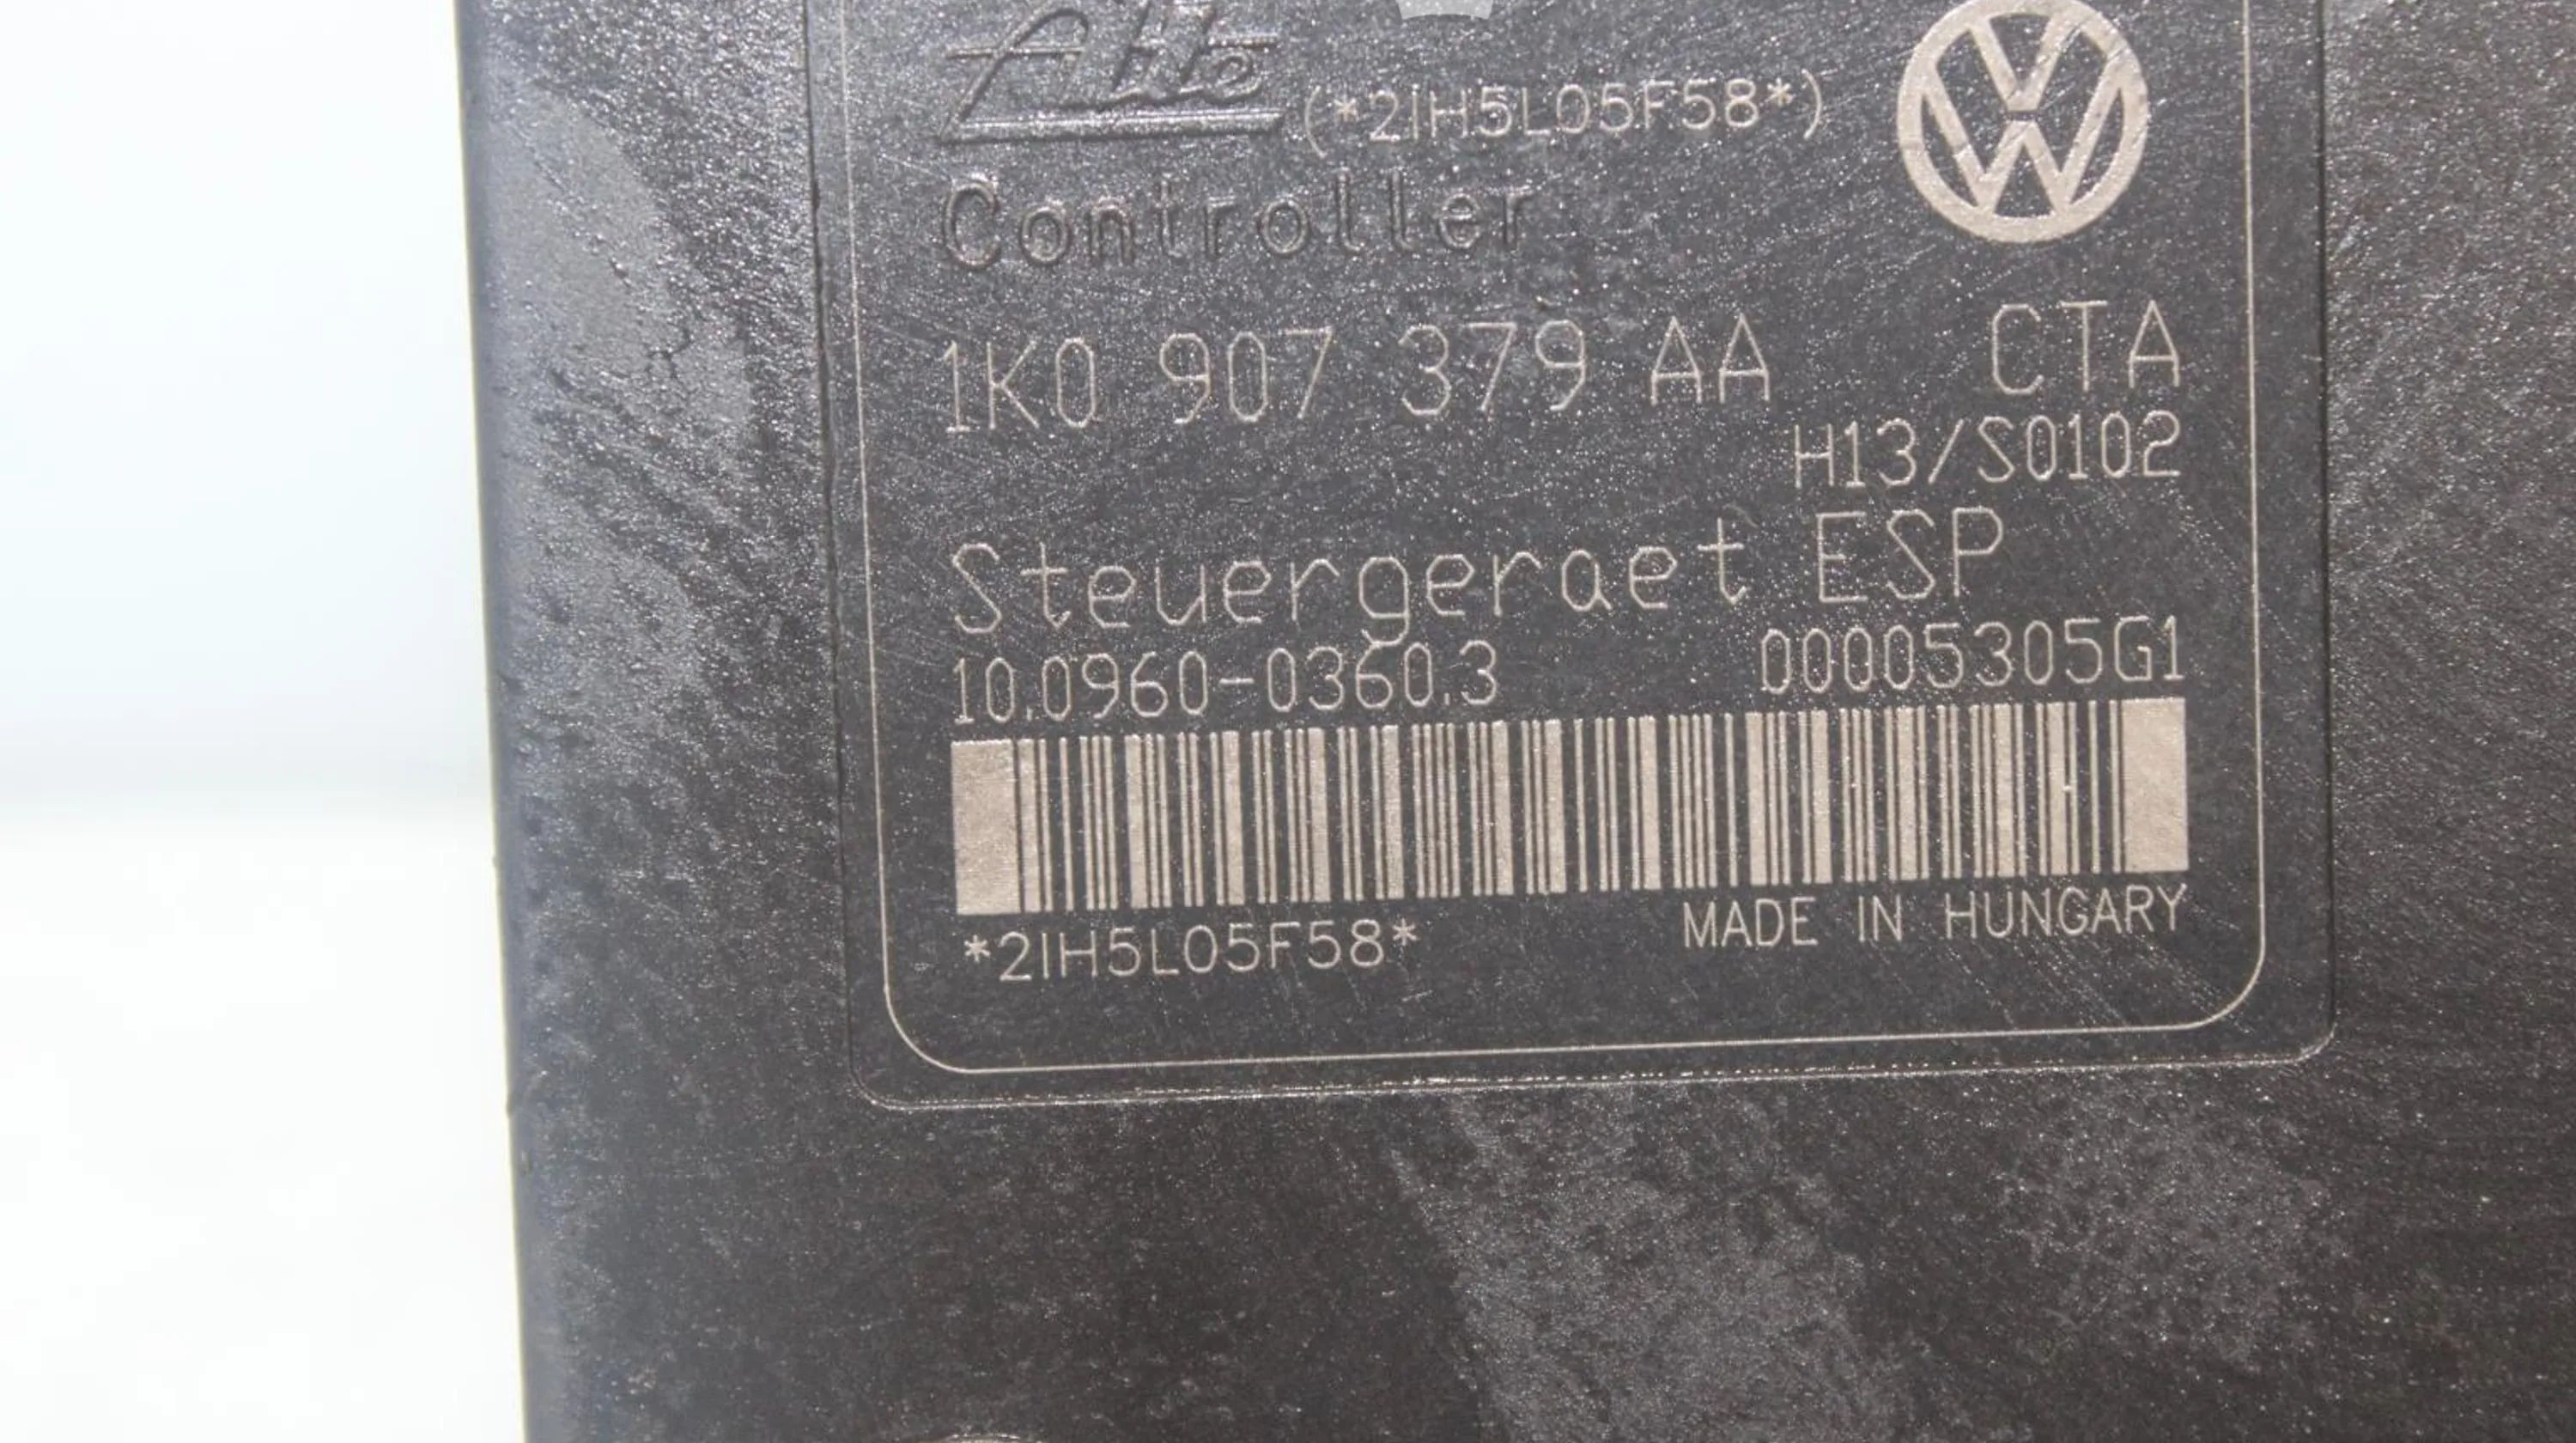 Ate (*2IH5L05F58*)
Controller
1K0 907 379 AA CTA
H13/S0102
Steuergeraet ESP
10.0960-0360.3 00005305G1
*2IH5L05F58* MADE IN HUNGARY